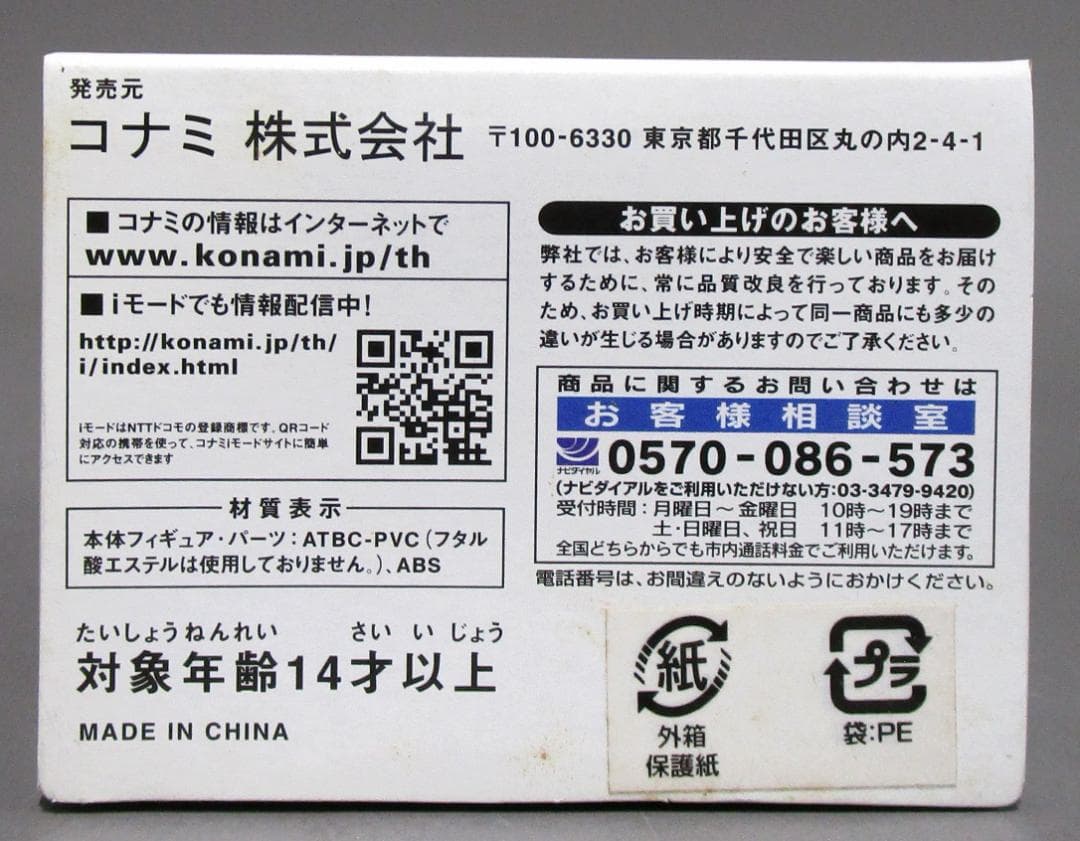 発売元
コナミ 株式会社 〒100-6330 東京都千代田区丸の内2-4-1
■コナミの情報はインターネットで
www.konami.jp/th
■iモードでも情報配信中!
http://konami.jp/th/
i/index.html
iモードはNTTドコモの登録商標です。QRコード
対応の携帯を使って、コナミiモードサイトに簡単
にアクセスできます
材質表示
本体フィギュア・パーツ:ATBC-PVC(フタル
酸エステルは使用しておりません。)、ABS
たいしょうねんれい さい いじょう
対象年齢14才以上
MADE IN CHINA
お買い上げのお客様へ
弊社では、お客様により安全で楽しい商品をお届け
するために、常に品質改良を行っております。その
ため、お買い上げ時期によって同一商品にも多少の
違いが生じる場合がありますのでご了承ください。
商品に関するお問い合わせは
お客様相談室
ナビダイヤル 0570-086-573
(ナビダイアルをご利用いただけない方:03-3479-9420)
受付時間:月曜日～金曜日 10時～19時まで
土・日曜日、祝日 11時～17時まで
全国どちらからでも市内通話料金でご利用いただけます。
電話番号は、お間違えのないようにおかけください。
紙
外箱
保護紙
プラ
袋:PE